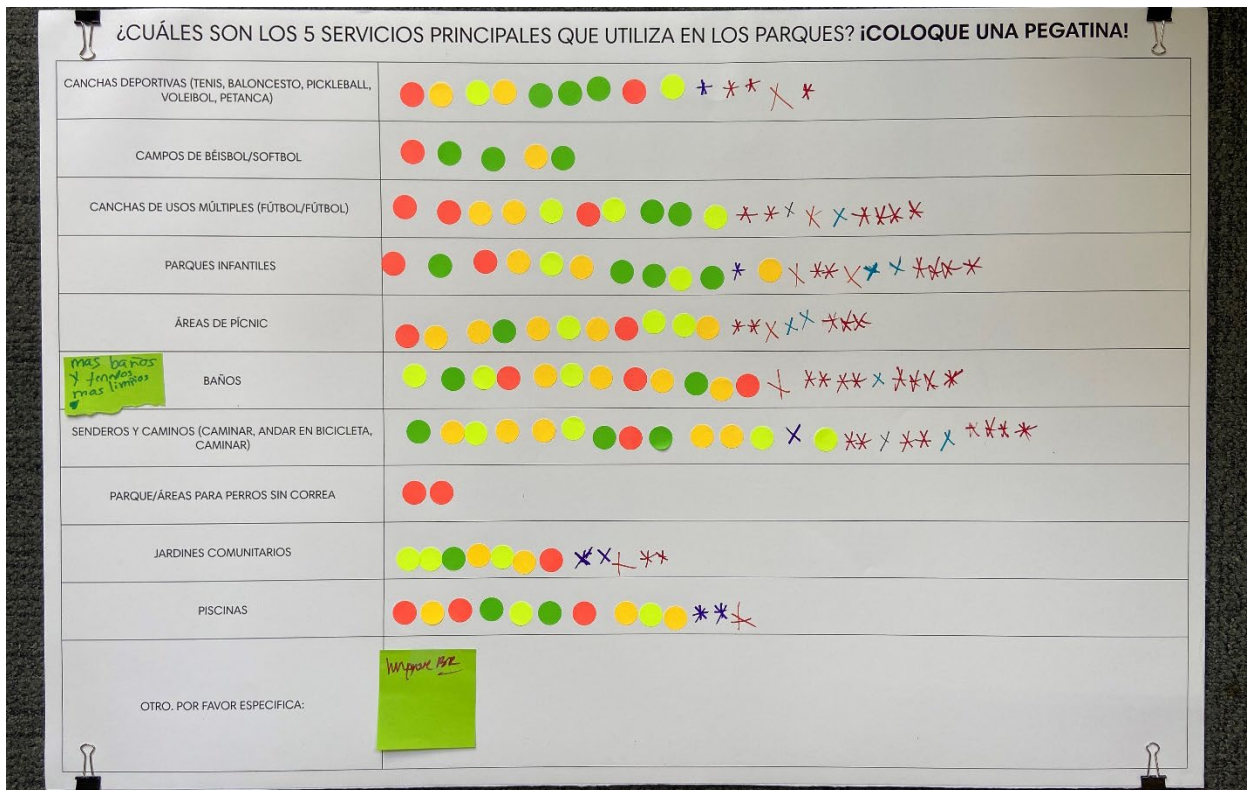 ¿CUÁLES SON LOS 5 SERVICIOS PRINCIPALES QUE UTILIZA EN LOS PARQUES? ¡COLOQUE UNA PEGATINA!
CANCHAS DEPORTIVAS (TENIS, BALONCESTO, PICKLEBALL,
VOLEIBOL, PETANCA)
CAMPOS DE BÉISBOL/SOFTBOL
CANCHAS DE USOS MÚLTIPLES (FÚTBOL/FÚTBOL)
PARQUES INFANTILES
ÁREAS DE PÍCNIC
mas baños
y
mas limpios
BAÑOS
SENDEROS Y CAMINOS (CAMINAR, ANDAR EN BICICLETA,
CAMINAR)
PARQUE/ÁREAS PARA PERROS SIN CORREA
JARDINES COMUNITARIOS
PISCINAS
OTRO. POR FAVOR ESPECIFICA:
Improve BR